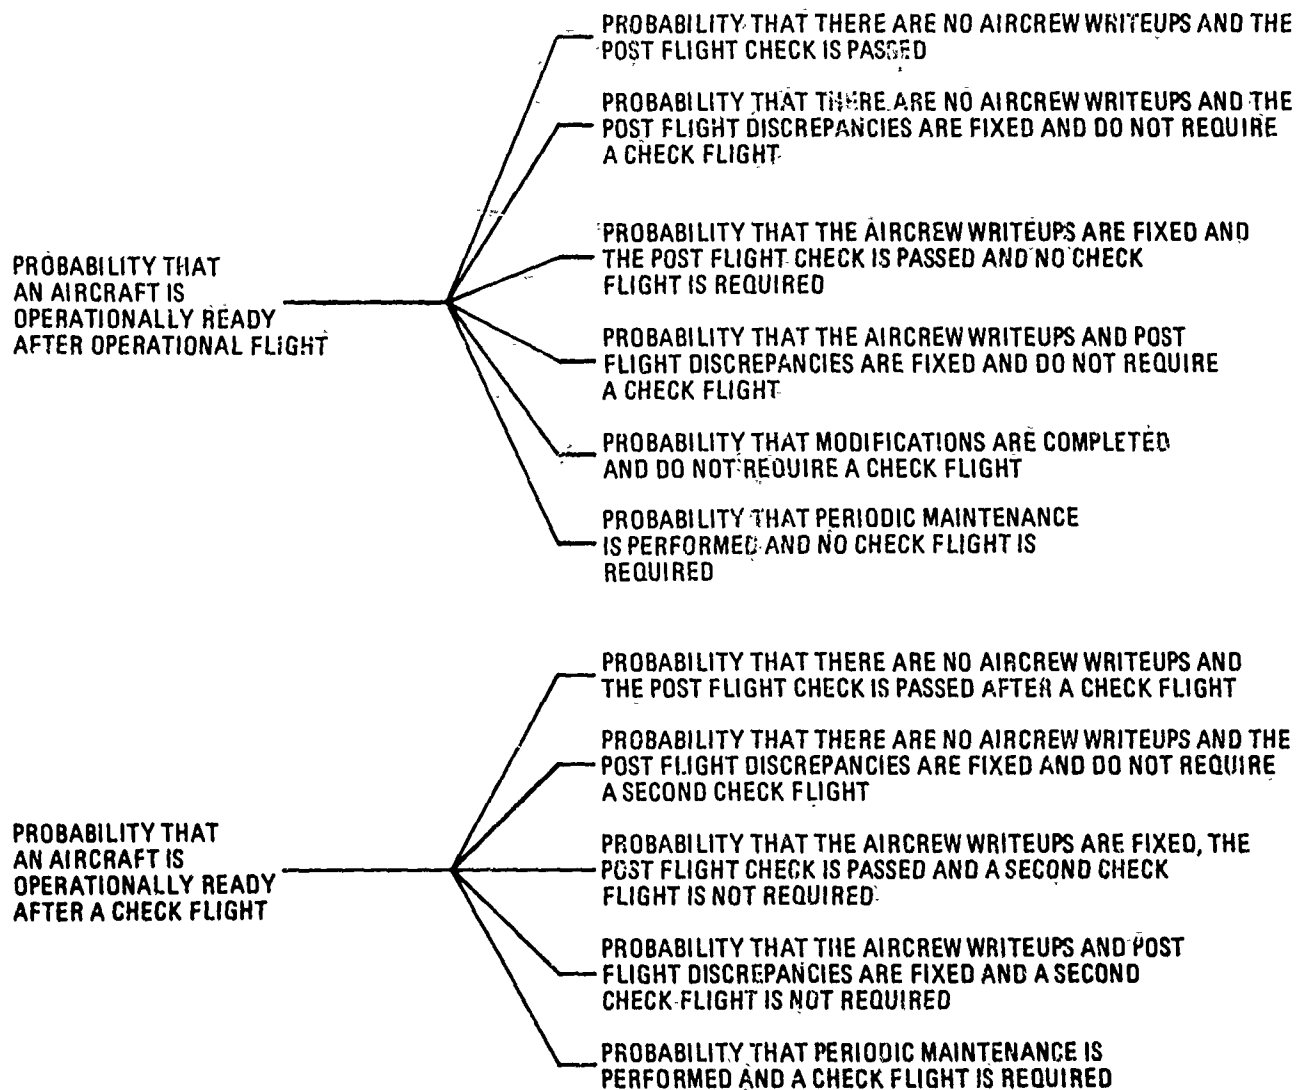 PROBABILITY THAT THERE ARE NO AIRCREW WRITEUPS AND THE
POST FLIGHT CHECK IS PASSED
PROBABILITY THAT THERE ARE NO AIRCREW WRITEUPS AND THE
POST FLIGHT DISCREPANCIES ARE FIXED AND DO NOT REQUIRE
A CHECK FLIGHT
PROBABILITY THAT THE AIRCREW WRITEUPS ARE FIXED AND
THE POST FLIGHT CHECK IS PASSED AND NO CHECK
FLIGHT IS REQUIRED
PROBABILITY THAT
AN AIRCRAFT IS
OPERATIONALLY READY
AFTER OPERATIONAL FLIGHT
PROBABILITY THAT THE AIRCREW WRITEUPS AND POST
FLIGHT DISCREPANCIES ARE FIXED AND DO NOT REQUIRE
A CHECK FLIGHT
PROBABILITY THAT MODIFICATIONS ARE COMPLETED
AND DO NOT REQUIRE A CHECK FLIGHT
PROBABILITY THAT PERIODIC MAINTENANCE
IS PERFORMED AND NO CHECK FLIGHT IS
REQUIRED
PROBABILITY THAT THERE ARE NO AIRCREW WRITEUPS AND
THE POST FLIGHT CHECK IS PASSED AFTER A CHECK FLIGHT
PROBABILITY THAT THERE ARE NO AIRCREW WRITEUPS AND THE
POST FLIGHT DISCREPANCIES ARE FIXED AND DO NOT REQUIRE
A SECOND CHECK FLIGHT
PROBABILITY THAT
AN AIRCRAFT IS
OPERATIONALLY READY
AFTER A CHECK FLIGHT
PROBABILITY THAT THE AIRCREW WRITEUPS ARE FIXED, THE
POST FLIGHT CHECK IS PASSED AND A SECOND CHECK
FLIGHT IS NOT REQUIRED
PROBABILITY THAT THE AIRCREW WRITEUPS AND POST
FLIGHT DISCREPANCIES ARE FIXED AND A SECOND
CHECK FLIGHT IS NOT REQUIRED
PROBABILITY THAT PERIODIC MAINTENANCE IS
PERFORMED AND A CHECK FLIGHT IS REQUIRED